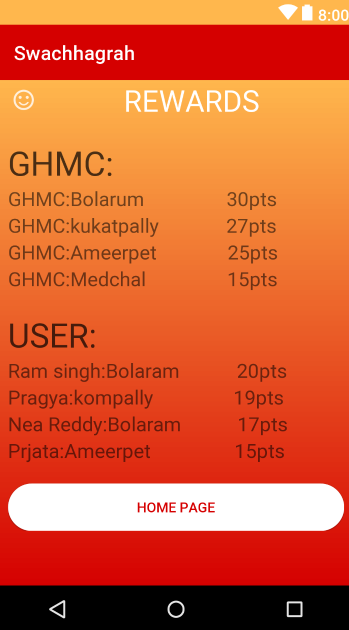 8:00
Swachhagrah
REWARDS
GHMC:
GHMC:Bolarum 30pts
GHMC:kukatpally 27pts
GHMC:Ameerpet 25pts
GHMC:Medchal 15pts
USER:
Ram singh:Bolaram 20pts
Pragya:kompally 19pts
Nea Reddy:Bolaram 17pts
Prjata:Ameerpet 15pts
HOME PAGE